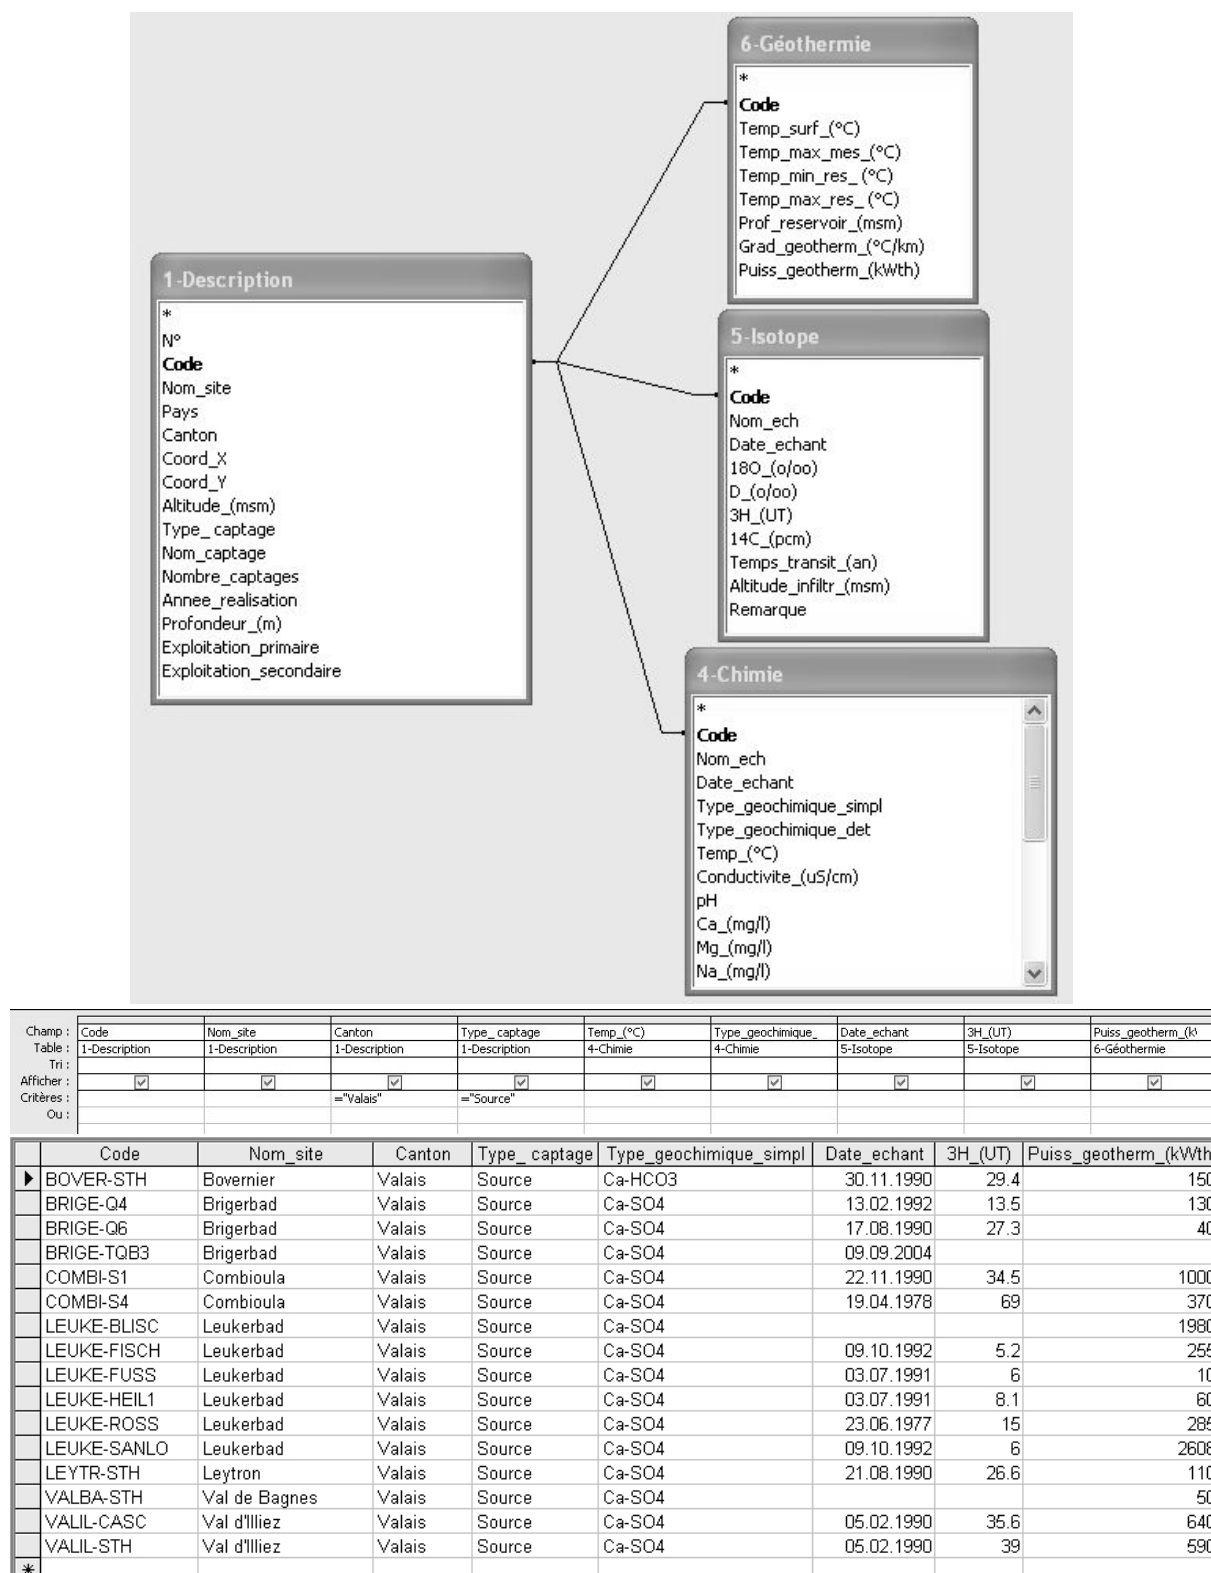 6-Géothermie
*
Code
Temp_surf_(°C)
Temp_max_mes_(°C)
Temp_min_res_ (°C)
Temp_max_res_ (°C)
Prof_reservoir_(msm)
Grad_geotherm_(°C/km)
Puiss_geotherm_(kWth)
1-Description
*
N°
Code
Nom_site
Pays
Canton
Coord_X
Coord_Y
Altitude_(msm)
Type_ captage
Nom_captage
Nombre_captages
Annee_realisation
Profondeur_(m)
Exploitation_primaire
Exploitation_secondaire
5-Isotope
*
Code
Nom_ech
Date_echant
18O_(o/oo)
D_(o/oo)
3H_(UT)
14C_(pcm)
Temps_transit_(an)
Altitude_infiltr_(msm)
Remarque
4-Chimie
*
Code
Nom_ech
Date_echant
Type_geochimique_simpl
Type_geochimique_det
Temp_(°C)
Conductivite_(uS/cm)
pH
Ca_(mg/l)
Mg_(mg/l)
Na_(mg/l)
Champ : Code Nom_site Canton Type_ captage Temp_(°C) Type_geochimique_ Date_echant 3H_(UT) Puiss_geotherm_(k
Table : 1-Description 1-Description 1-Description 1-Description 4-Chimie 4-Chimie 5-Isotope 5-Isotope 6-Géothermie
Tri :
Afficher :
Critères : ="Valais" ="Source"
Ou :
Code Nom_site Canton Type_ captage Type_geochimique_simpl Date_echant 3H_(UT) Puiss_geotherm_(kWth
BOVER-STH Bovernier Valais Source Ca-HCO3 30.11.1990 29.4 150
BRIGE-Q4 Brigerbad Valais Source Ca-SO4 13.02.1992 13.5 130
BRIGE-Q6 Brigerbad Valais Source Ca-SO4 17.08.1990 27.3 40
BRIGE-TQB3 Brigerbad Valais Source Ca-SO4 09.09.2004
COMBI-S1 Combioula Valais Source Ca-SO4 22.11.1990 34.5 1000
COMBI-S4 Combioula Valais Source Ca-SO4 19.04.1978 69 370
LEUKE-BLISC Leukerbad Valais Source Ca-SO4 1980
LEUKE-FISCH Leukerbad Valais Source Ca-SO4 09.10.1992 5.2 255
LEUKE-FUSS Leukerbad Valais Source Ca-SO4 03.07.1991 6 10
LEUKE-HEIL1 Leukerbad Valais Source Ca-SO4 03.07.1991 8.1 60
LEUKE-ROSS Leukerbad Valais Source Ca-SO4 23.06.1977 15 285
LEUKE-SANLO Leukerbad Valais Source Ca-SO4 09.10.1992 6 2608
LEYTR-STH Leytron Valais Source Ca-SO4 21.08.1990 26.6 110
VALBA-STH Val de Bagnes Valais Source Ca-SO4 50
VALIL-CASC Val d'Illiez Valais Source Ca-SO4 05.02.1990 35.6 640
VALIL-STH Val d'Illiez Valais Source Ca-SO4 05.02.1990 39 590
*